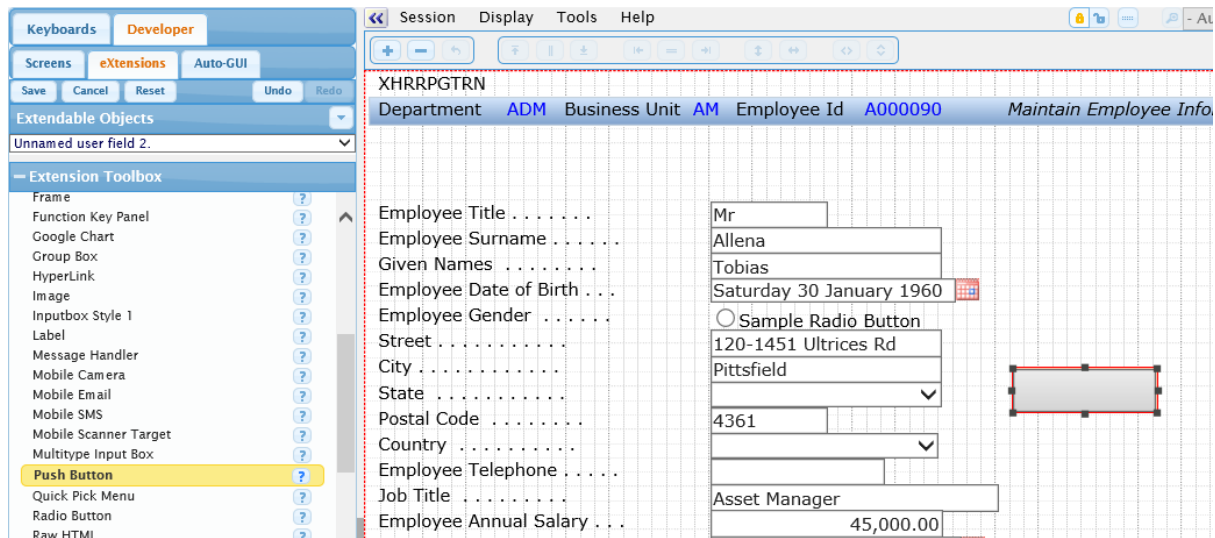 Keyboards Developer
Screens eXtensions Auto-GUI
Save Cancel Reset Undo Redo
Extendable Objects
Unnamed user field 2.
Extension Toolbox
Frame ?
Function Key Panel ?
Google Chart ?
Group Box ?
HyperLink ?
Image ?
Inputbox Style 1 ?
Label ?
Message Handler ?
Mobile Camera ?
Mobile Email ?
Mobile SMS ?
Mobile Scanner Target ?
Multitype Input Box ?
Push Button ?
Quick Pick Menu ?
Radio Button ?
Raw HTML
Session Display Tools Help - Au
XHRRPGTRN
Department ADM Business Unit AM Employee Id A000090 Maintain Employee Infor
Employee Title . . . . . . . Mr
Employee Surname . . . . . . Allena
Given Names . . . . . . . . Tobias
Employee Date of Birth . . . Saturday 30 January 1960
Employee Gender . . . . . . Sample Radio Button
Street . . . . . . . . . . . 120-1451 Ultrices Rd
City . . . . . . . . . . . . Pittsfield
State . . . . . . . . . . .
Postal Code . . . . . . . . 4361
Country . . . . . . . . . .
Employee Telephone . . . . .
Job Title . . . . . . . . . Asset Manager
Employee Annual Salary . . . 45,000.00